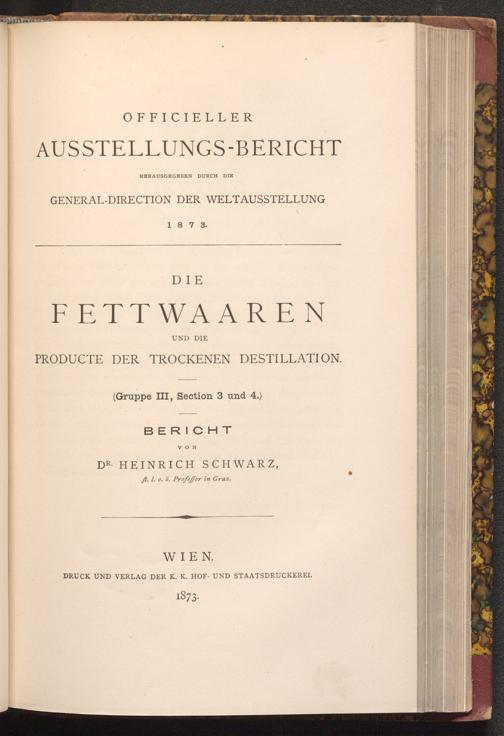 OFFICIELLER
AUSSTELLUNGS-BERICHT
HERAUSGEGEBEN DURCH DIE
GENERAL-DIRECTION DER WELTAUSSTELLUNG
1873.
DIE
FETTWAAREN
UND DIE
PRODUCTE DER TROCKENEN DESTILLATION.
(Gruppe III, Section 3 und 4.)
BERICHT
VON
DR. HEINRICH SCHWARZ,
ſt. l. o. ö. Profeſſor in Graz.
WIEN.
DRUCK UND VERLAG DER K. K. HOF- UND STAATSDRUCKEREI.
1873.